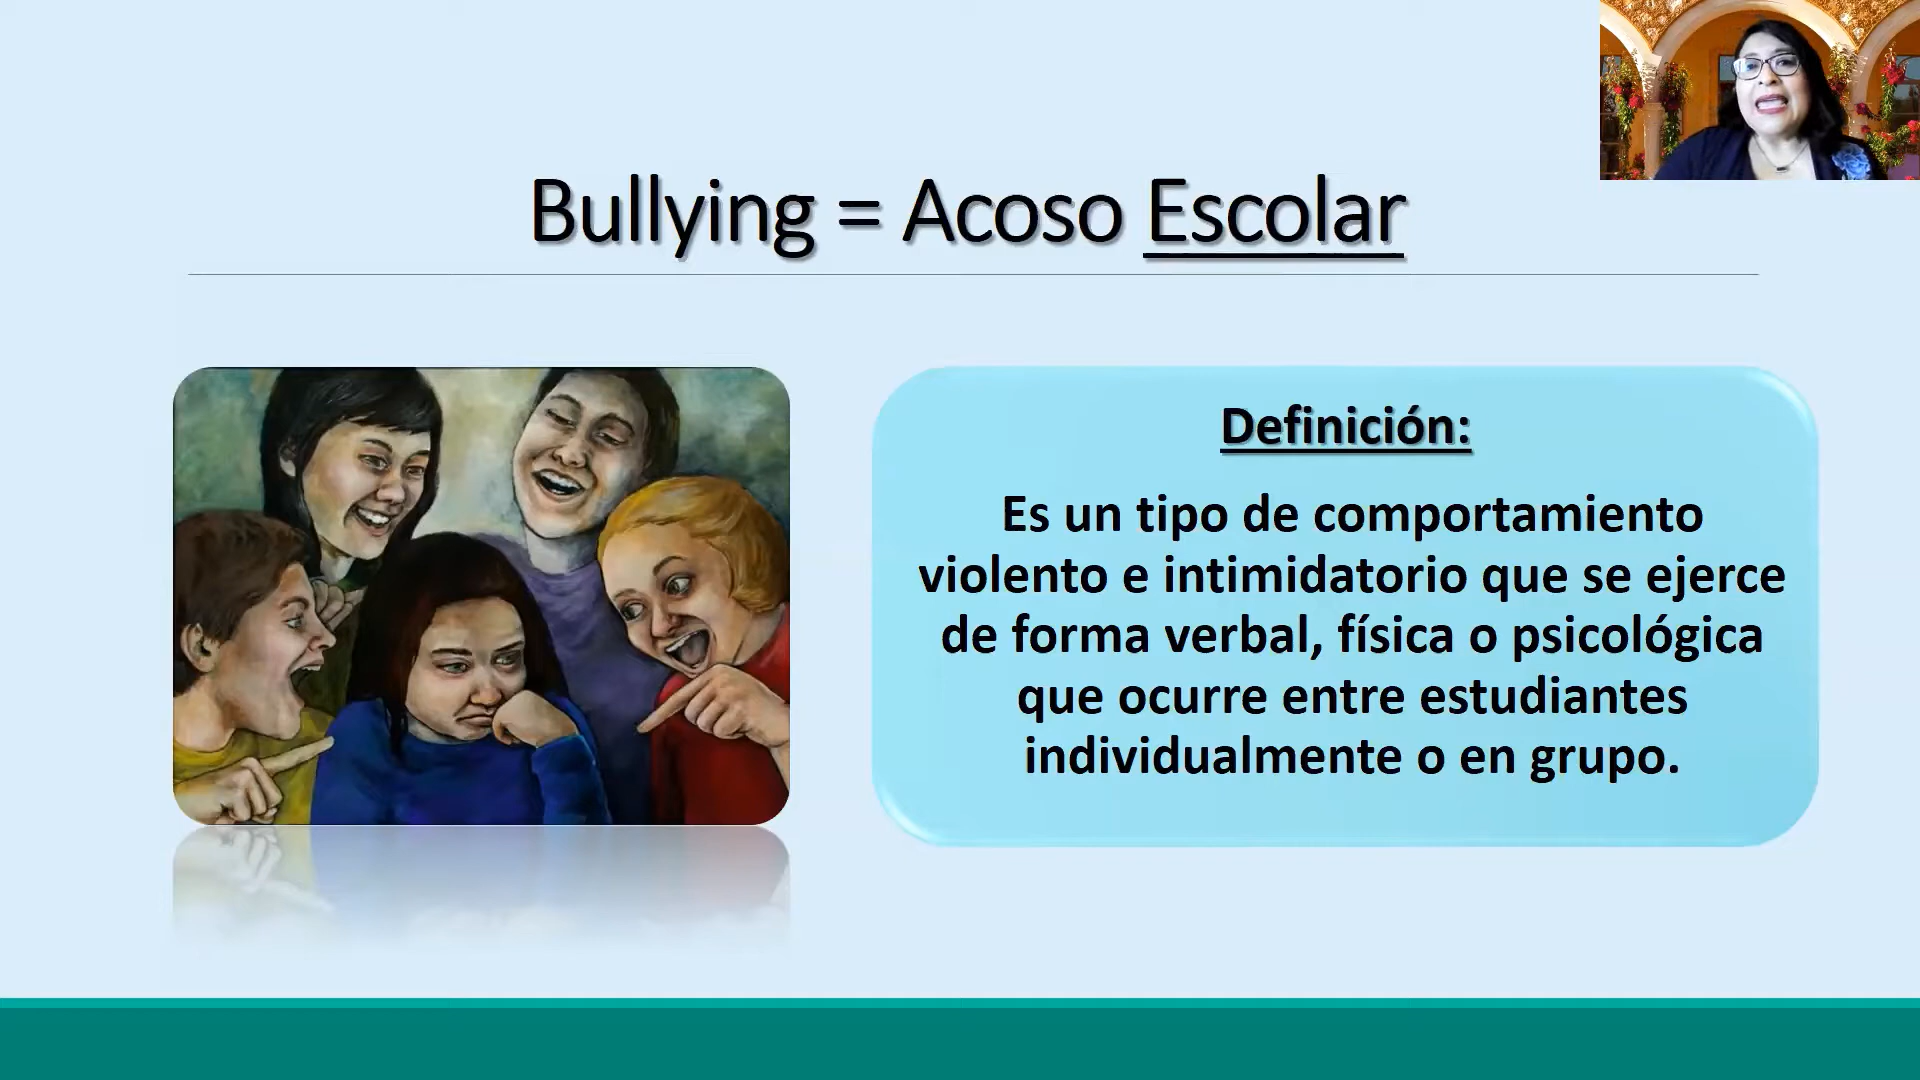 Bullying = Acoso Escolar
Definición:
Es un tipo de comportamiento
violento e intimidatorio que se ejerce
de forma verbal, física o psicológica
que ocurre entre estudiantes
individualmente o en grupo.